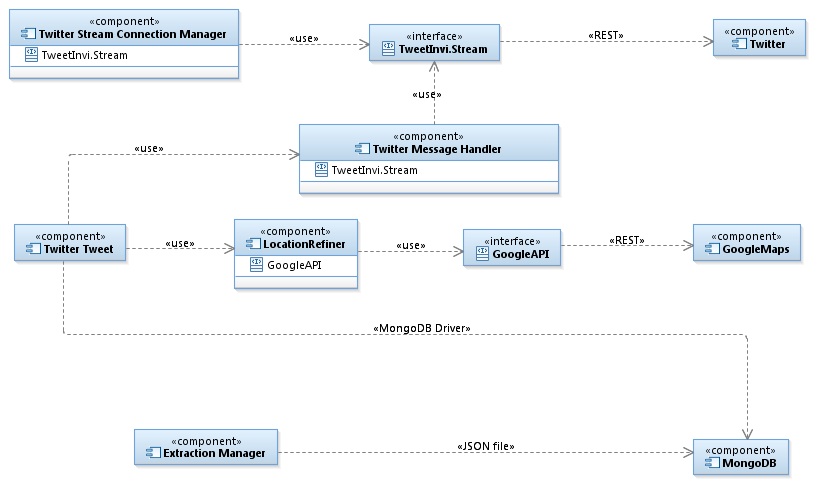 «component»
Twitter Stream Connection Manager
TweetInvi.Stream
«use»
«interface»
TweetInvi.Stream
«REST»
«component»
Twitter
«use»
«component»
Twitter Message Handler
TweetInvi.Stream
«use»
«component»
Twitter Tweet
«use»
«component»
LocationRefiner
GoogleAPI
«use»
«interface»
GoogleAPI
«REST»
«component»
GoogleMaps
«MongoDB Driver»
«component»
Extraction Manager
«JSON file»
«component»
MongoDB